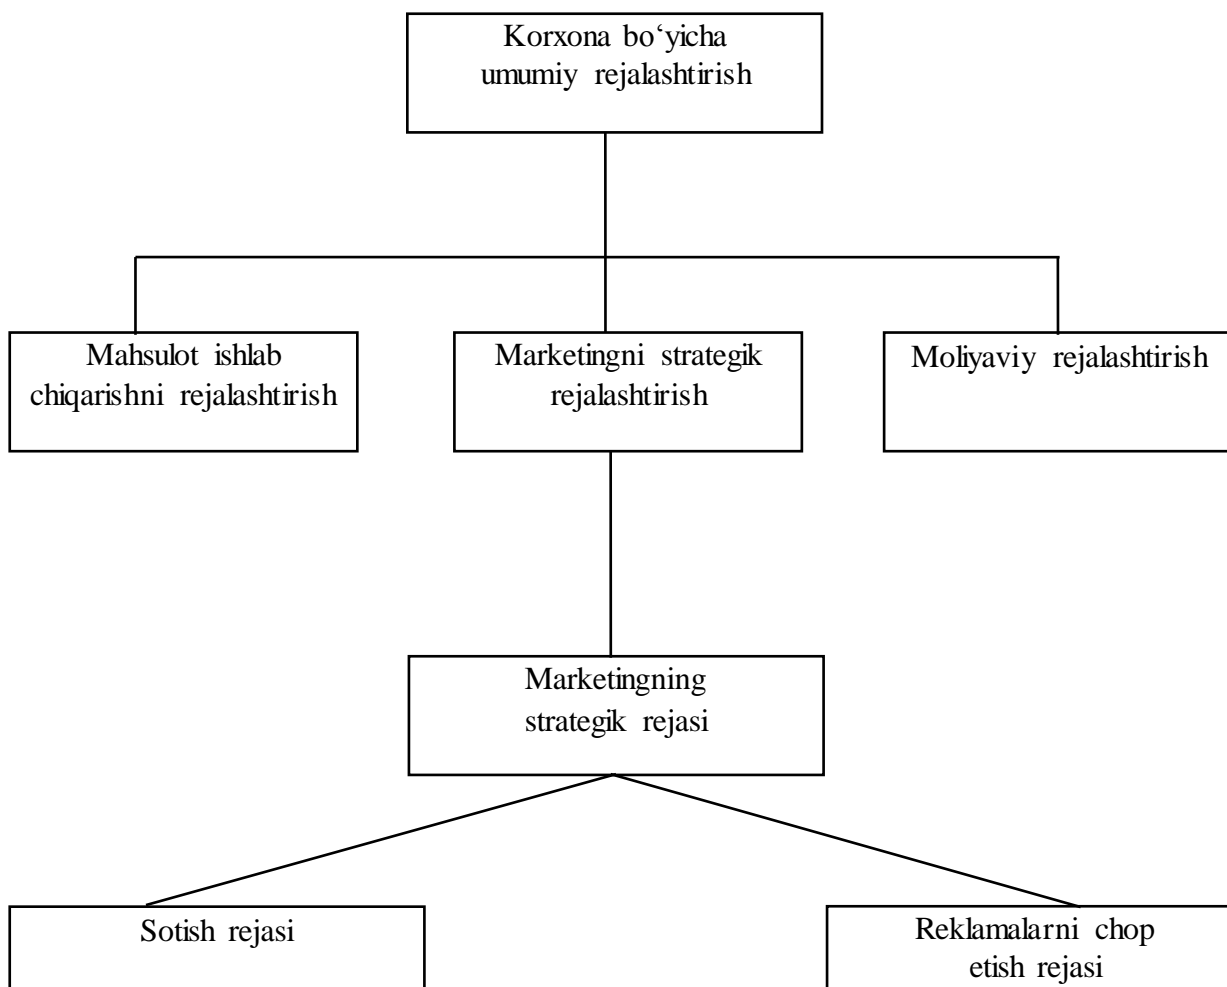 Korxona bo‘yicha
umumiy rejalashtirish
Mahsulot ishlab
chiqarishni rejalashtirish
Marketingni strategik
rejalashtirish
Moliyaviy rejalashtirish
Marketingning
strategik rejasi
Sotish rejasi
Reklamalarni chop
etish rejasi